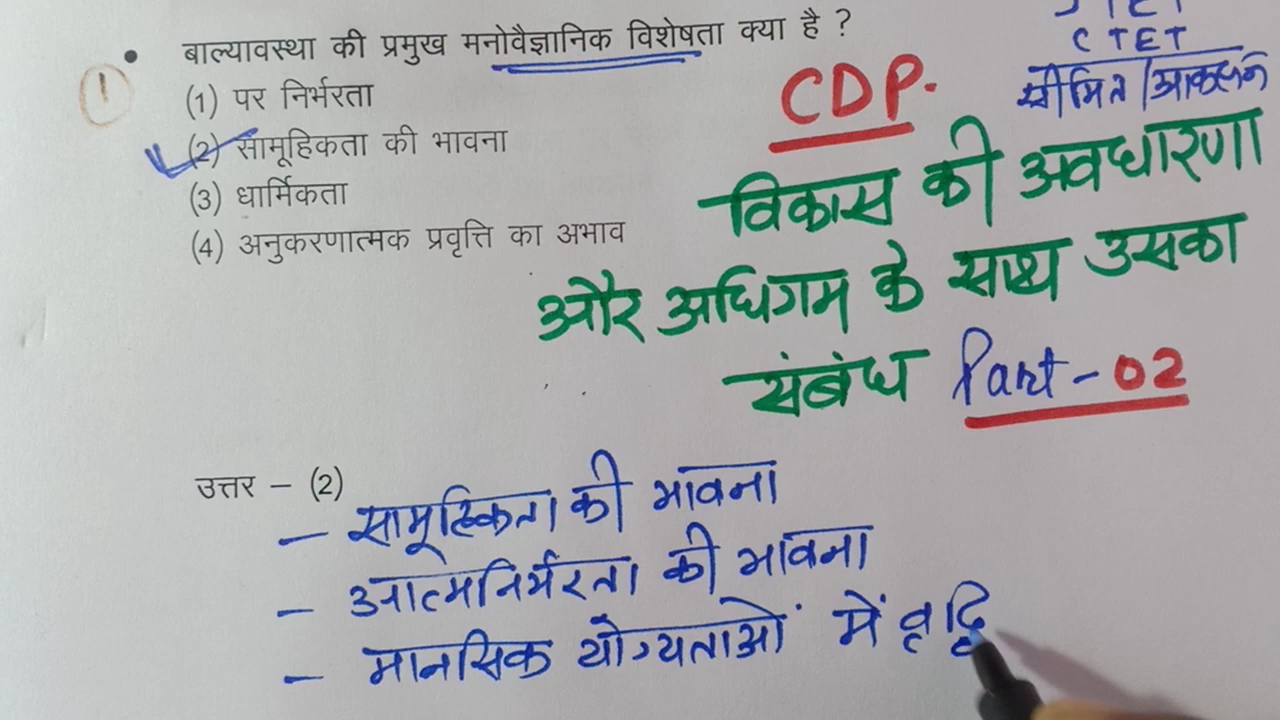 • बाल्यावस्था की प्रमुख मनोवैज्ञानिक विशेषता क्या है ?
1
(1) पर निर्भरता
(2) सामूहिकता की भावना
(3) धार्मिकता
(4) अनुकरणात्मक प्रवृत्ति का अभाव
CTET
सीमित/आकलन
CDP.
विकास की अवधारणा
और अधिगम के साथ उसका
संबंध Part-02
उत्तर – (2)
– सामूहिकता की भावना
– आत्मनिर्भरता की भावना
– मानसिक योग्यताओं में वृद्धि